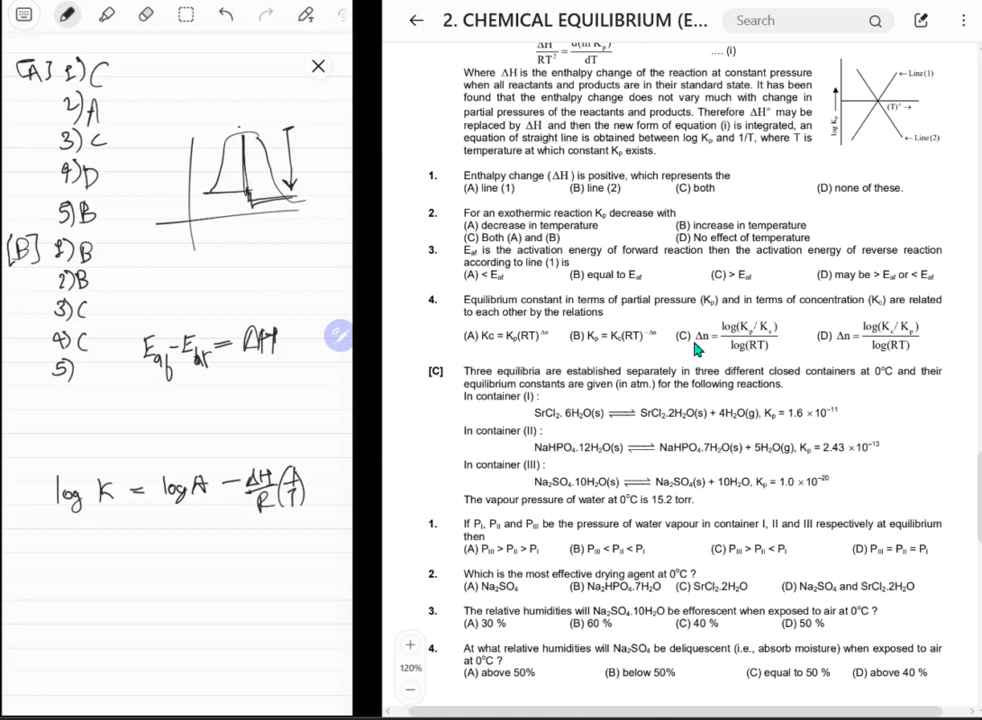 [A] 1) C
2) A
3) C
4) D
5) B
[B] 1) B
2) B
3) C
4) C
5)
Eaf - Ebr = ΔH
log K = log A - ΔH/R (1/T)
2. CHEMICAL EQUILIBRIUM (E...
Search
ΔH/RT² = d(ln Kp)/dT .... (i)
Where ΔH is the enthalpy change of the reaction at constant pressure
when all reactants and products are in their standard state. It has been
found that the enthalpy change does not vary much with change in
partial pressures of the reactants and products. Therefore ΔH° may be
replaced by ΔH and then the new form of equation (i) is integrated, an
equation of straight line is obtained between log Kp and 1/T, where T is
temperature at which constant Kp exists.
Line(1)
(T)⁻ →
log Kp
Line(2)
1. Enthalpy change (ΔH) is positive, which represents the
(A) line (1) (B) line (2) (C) both (D) none of these.
2. For an exothermic reaction Kp decrease with
(A) decrease in temperature (B) increase in temperature
(C) Both (A) and (B) (D) No effect of temperature
3. Eaf is the activation energy of forward reaction then the activation energy of reverse reaction
according to line (1) is
(A) < Eaf (B) equal to Eaf (C) > Eaf (D) may be > Eaf or < Eaf
4. Equilibrium constant in terms of partial pressure (Kp) and in terms of concentration (Kc) are related
to each other by the relations
(A) Kc = Kp(RT)^Δn (B) Kp = Kc(RT)^-Δn (C) Δn = log(Kp / Kc)/log(RT) (D) Δn = log(Kc / Kp)/log(RT)
[C] Three equilibria are established separately in three different closed containers at 0°C and their
equilibrium constants are given (in atm.) for the following reactions.
In container (I) :
SrCl₂. 6H₂O(s) ⇌ SrCl₂.2H₂O(s) + 4H₂O(g), Kp = 1.6 ×10⁻¹¹
In container (II) :
NaHPO₄.12H₂O(s) ⇌ NaHPO₄.7H₂O(s) + 5H₂O(g), Kp = 2.43 ×10⁻¹³
In container (III) :
Na₂SO₄.10H₂O(s) ⇌ Na₂SO₄(s) + 10H₂O, Kp = 1.0 ×10⁻²⁰
The vapour pressure of water at 0°C is 15.2 torr.
1. If PI, PII and PIII be the pressure of water vapour in container I, II and III respectively at equilibrium
then
(A) PIII > PII > PI (B) PIII < PII < PI (C) PIII > PII < PI (D) PIII = PII = PI
2. Which is the most effective drying agent at 0°C ?
(A) Na₂SO₄ (B) Na₂HPO₄.7H₂O (C) SrCl₂.2H₂O (D) Na₂SO₄ and SrCl₂.2H₂O
3. The relative humidities will Na₂SO₄.10H₂O be efforescent when exposed to air at 0°C ?
(A) 30 % (B) 60 % (C) 40 % (D) 50 %
4. At what relative humidities will Na₂SO₄ be deliquescent (i.e., absorb moisture) when exposed to air
at 0°C ?
(A) above 50% (B) below 50% (C) equal to 50 % (D) above 40 %
120%